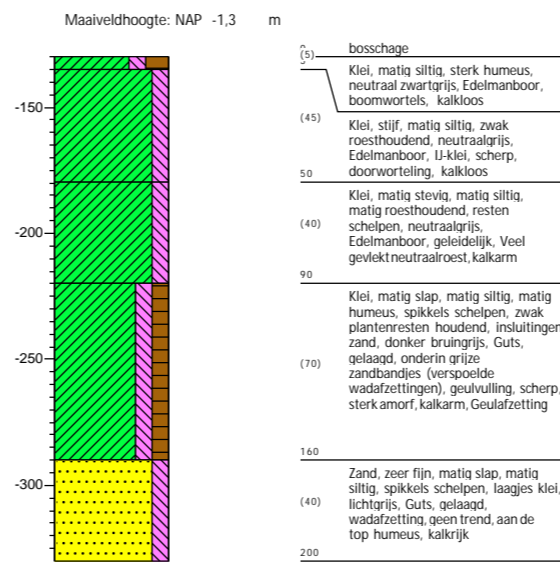 Maaiveldhoogte: NAP -1,3 m
-150
-200
-250
-300
0
(5)
5
(45)
50
(40)
90
(70)
160
(40)
200
bosschage
Klei, matig siltig, sterk humeus,
neutraal zwartgrijs, Edelmanboor,
boomwortels, kalkloos
Klei, stijf, matig siltig, zwak
roesthoudend, neutraalgrijs,
Edelmanboor, IJ-klei, scherp,
doorworteling, kalkloos
Klei, matig stevig, matig siltig,
matig roesthoudend, resten
schelpen, neutraalgrijs,
Edelmanboor, geleidelijk, Veel
gevlekt neutraalroest, kalkarm
Klei, matig slap, matig siltig, matig
humeus, spikkels schelpen, zwak
plantenresten houdend, insluitingen
zand, donker bruingrijs, Guts,
gelaagd, onderin grijze
zandbandjes (verspoelde
wadafzettingen), geulvulling, scherp,
sterk amorf, kalkarm, Geulafzetting
Zand, zeer fijn, matig slap, matig
siltig, spikkels schelpen, laagjes klei,
lichtgrijs, Guts, gelaagd,
wadafzetting, geen trend, aan de
top humeus, kalkrijk